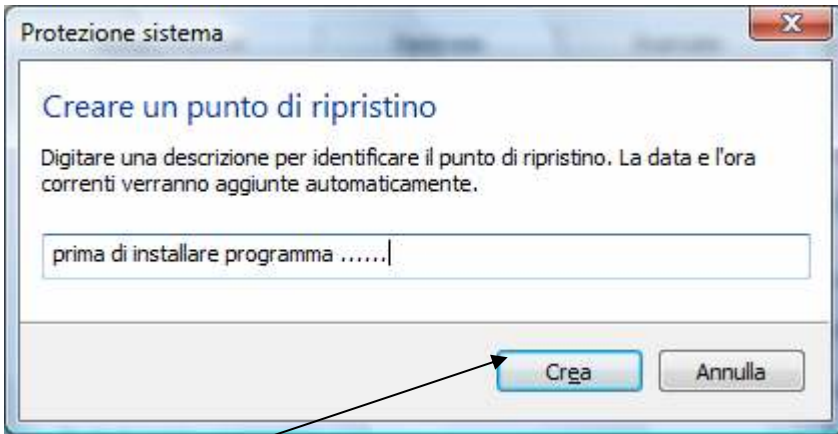 Protezione sistema
Creare un punto di ripristino
Digitare una descrizione per identificare il punto di ripristino. La data e l'ora
correnti verranno aggiunte automaticamente.
prima di installare programma ......
Crea
Annulla